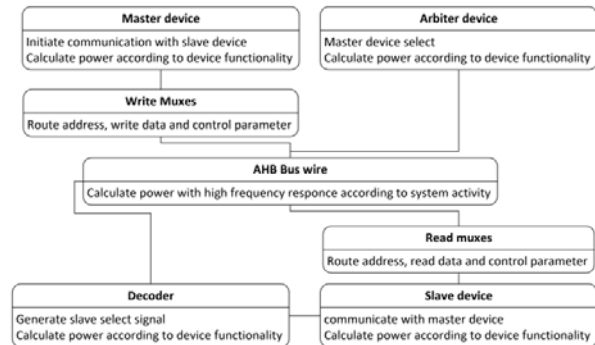 Master device
Initiate communication with slave device
Calculate power according to device functionality
Arbiter device
Master device select
Calculate power according to device functionality
Write Muxes
Route address, write data and control parameter
AHB Bus wire
Calculate power with high frequency responce according to system activity
Read muxes
Route address, read data and control parameter
Decoder
Generate slave select signal
Calculate power according to device functionality
Slave device
communicate with master device
Calculate power according to device functionality